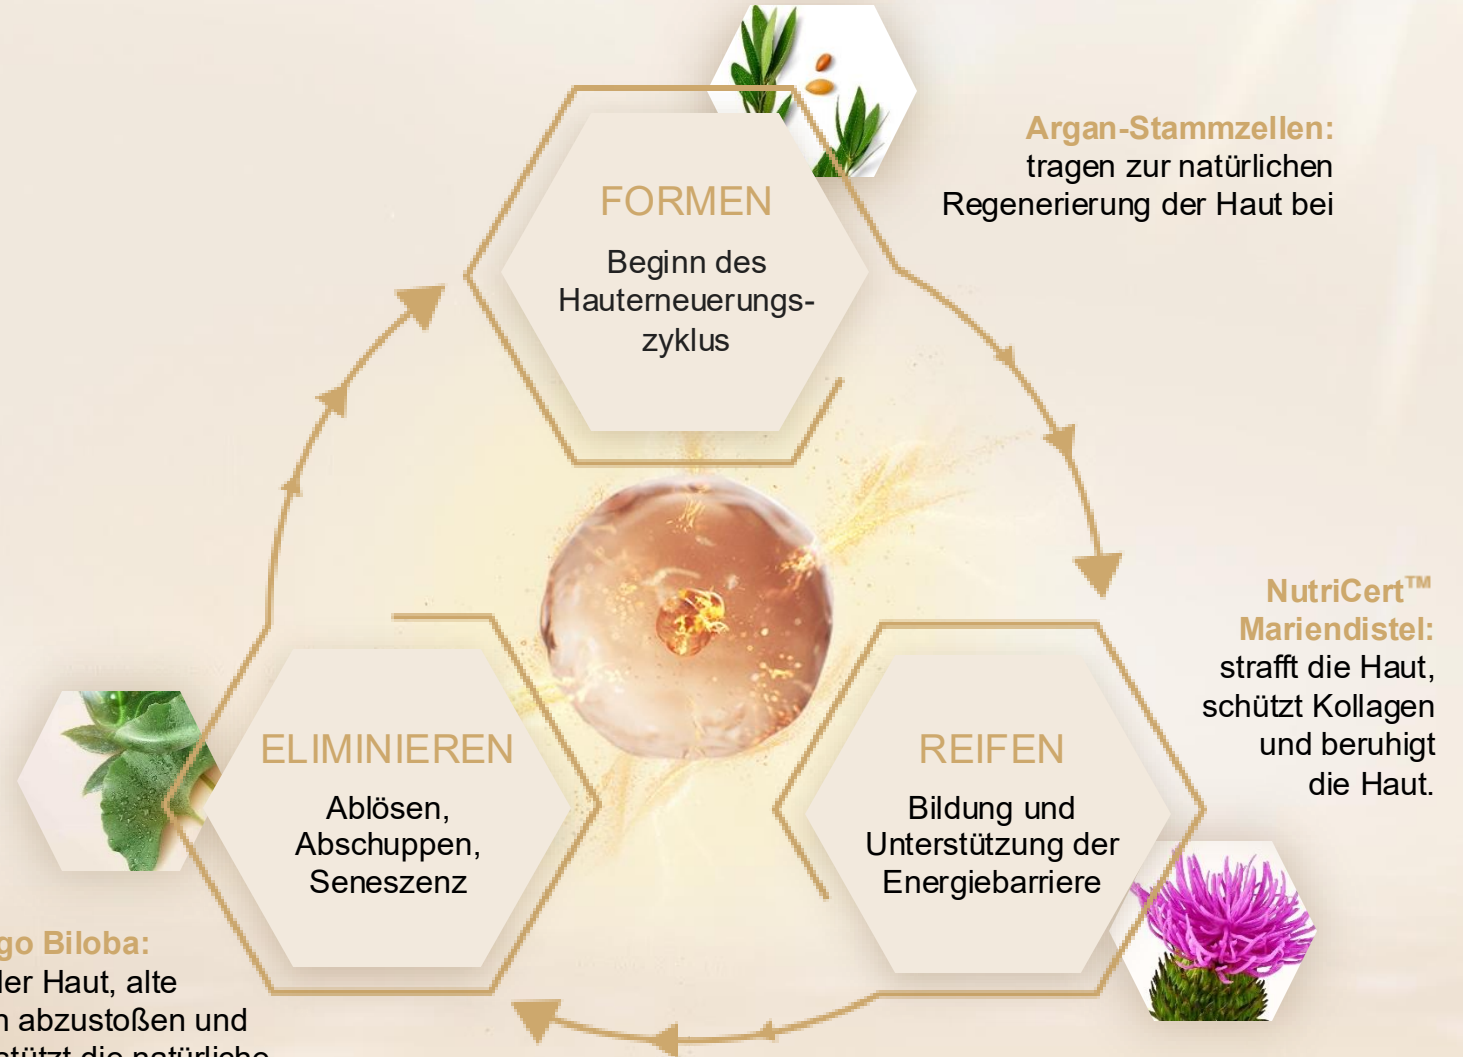 Argan-Stammzellen:
tragen zur natürlichen
Regenerierung der Haut bei
FORMEN
Beginn des
Hauterneuerungs-
zyklus
NutriCert™
Mariendistel:
strafft die Haut,
schützt Kollagen
und beruhigt
die Haut.
REIFEN
Bildung und
Unterstützung der
Energiebarriere
ELIMINIEREN
Ablösen,
Abschuppen,
Seneszenz
Biloba:
Haut, alte
abzustoßen und
die natürliche